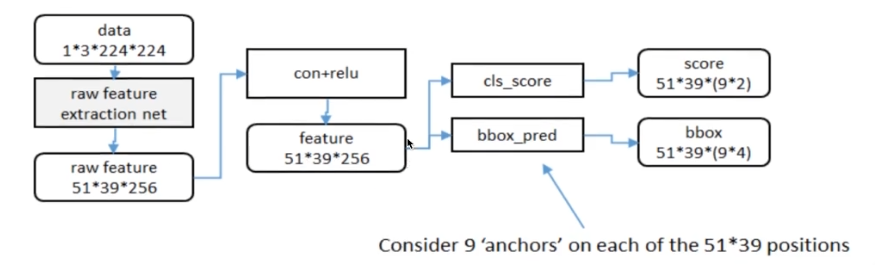 data
1*3*224*224
raw feature
extraction net
raw feature
51*39*256
con+relu
feature
51*39*256
cls_score
bbox_pred
score
51*39*(9*2)
bbox
51*39*(9*4)
Consider 9 ‘anchors’ on each of the 51*39 positions